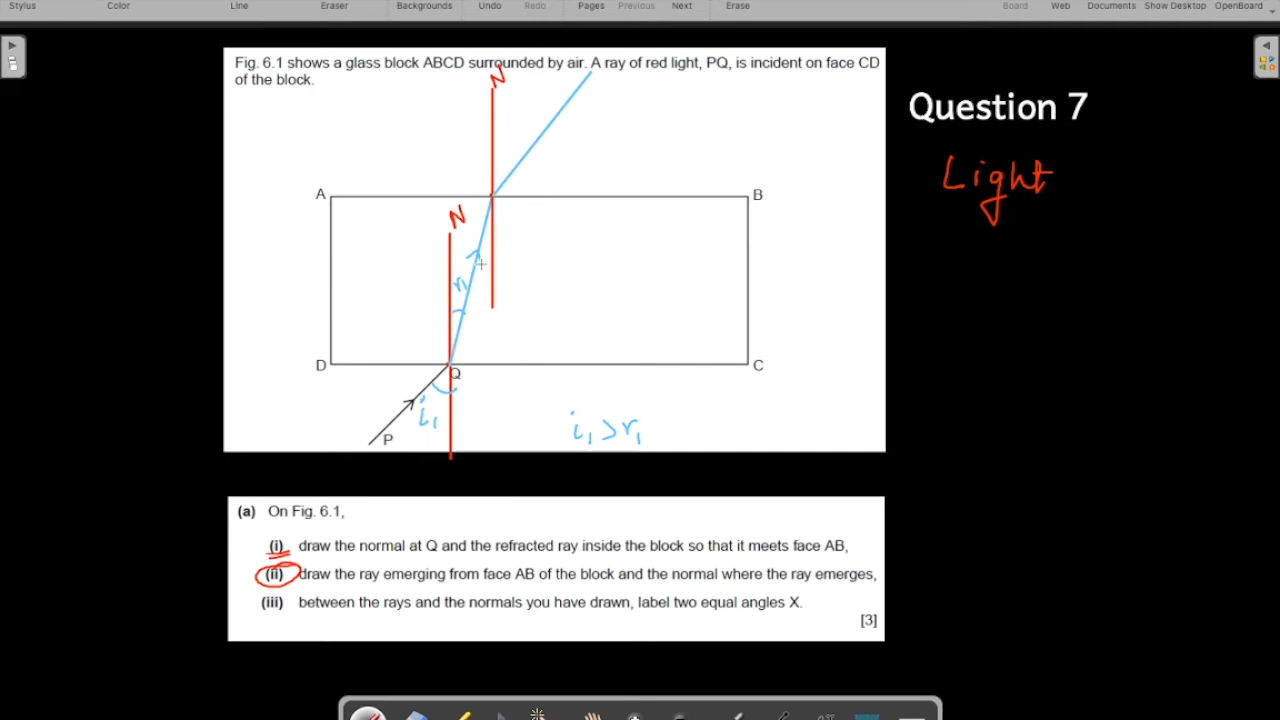 Stylus Color Line Eraser Backgrounds Undo Redo Pages Previous Next Erase Board Web Documents Show Desktop OpenBoard
Fig. 6.1 shows a glass block ABCD surrounded by air. A ray of red light, PQ, is incident on face CD
of the block.
N
Question 7
Light
A
B
N
r1
D
Q
C
i1
P
i1 > r1
(a) On Fig. 6.1,
(i) draw the normal at Q and the refracted ray inside the block so that it meets face AB,
(ii) draw the ray emerging from face AB of the block and the normal where the ray emerges,
(iii) between the rays and the normals you have drawn, label two equal angles X.
[3]